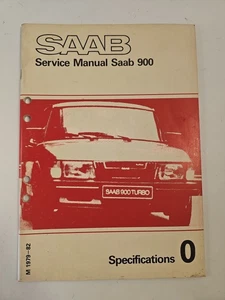 SAAB
Service Manual Saab 900
SAAB 900 TURBO
M 1979-82
Specifications 0